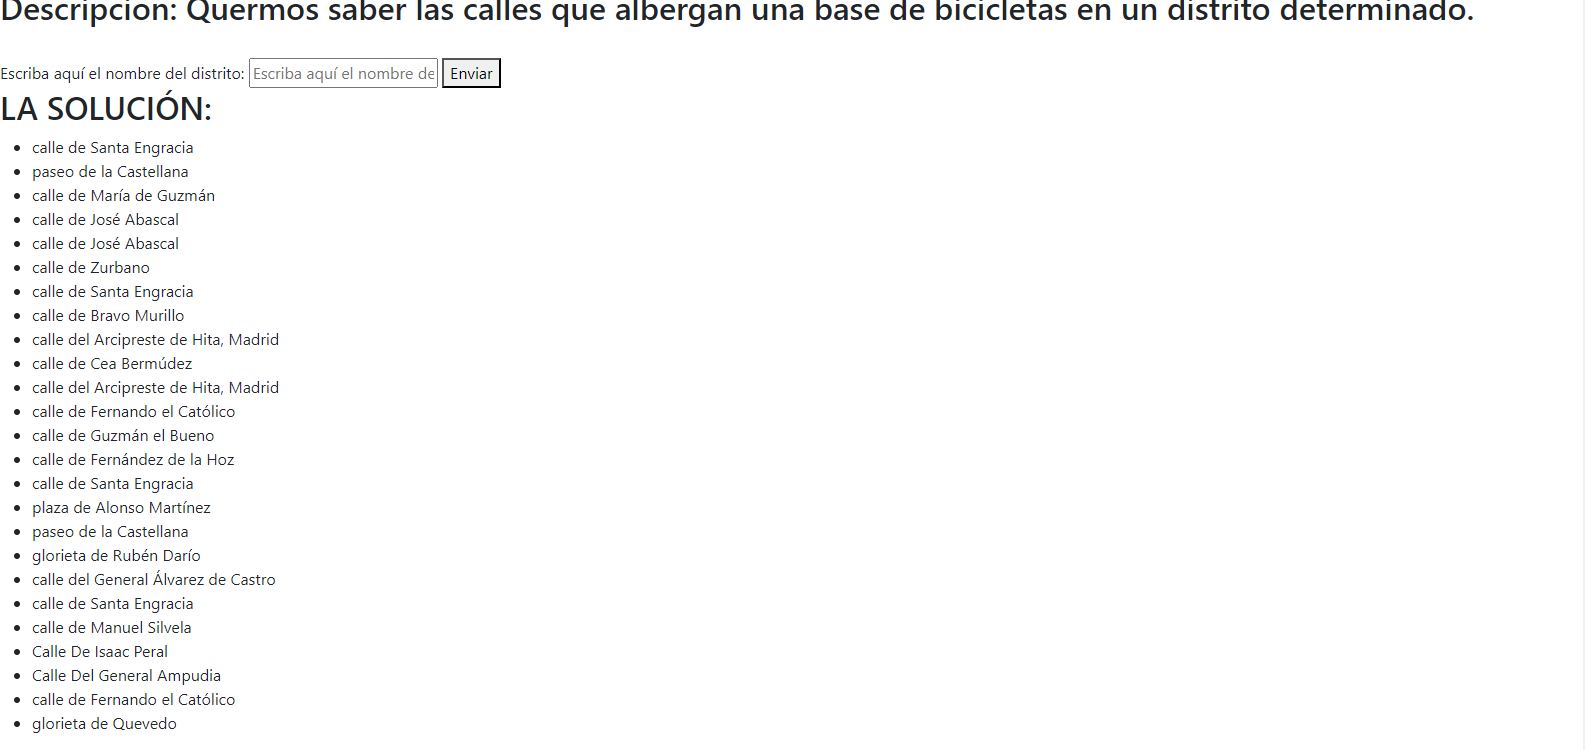 Descripcion: Quermos saber las calles que albergan una base de bicicletas en un distrito determinado.
Escriba aquí el nombre del distrito: Escriba aquí el nombre de Enviar
LA SOLUCIÓN:
calle de Santa Engracia
paseo de la Castellana
calle de María de Guzmán
calle de José Abascal
calle de José Abascal
calle de Zurbano
calle de Santa Engracia
calle de Bravo Murillo
calle del Arcipreste de Hita, Madrid
calle de Cea Bermúdez
calle del Arcipreste de Hita, Madrid
calle de Fernando el Católico
calle de Guzmán el Bueno
calle de Fernández de la Hoz
calle de Santa Engracia
plaza de Alonso Martínez
paseo de la Castellana
glorieta de Rubén Darío
calle del General Álvarez de Castro
calle de Santa Engracia
calle de Manuel Silvela
Calle De Isaac Peral
Calle Del General Ampudia
calle de Fernando el Católico
glorieta de Quevedo